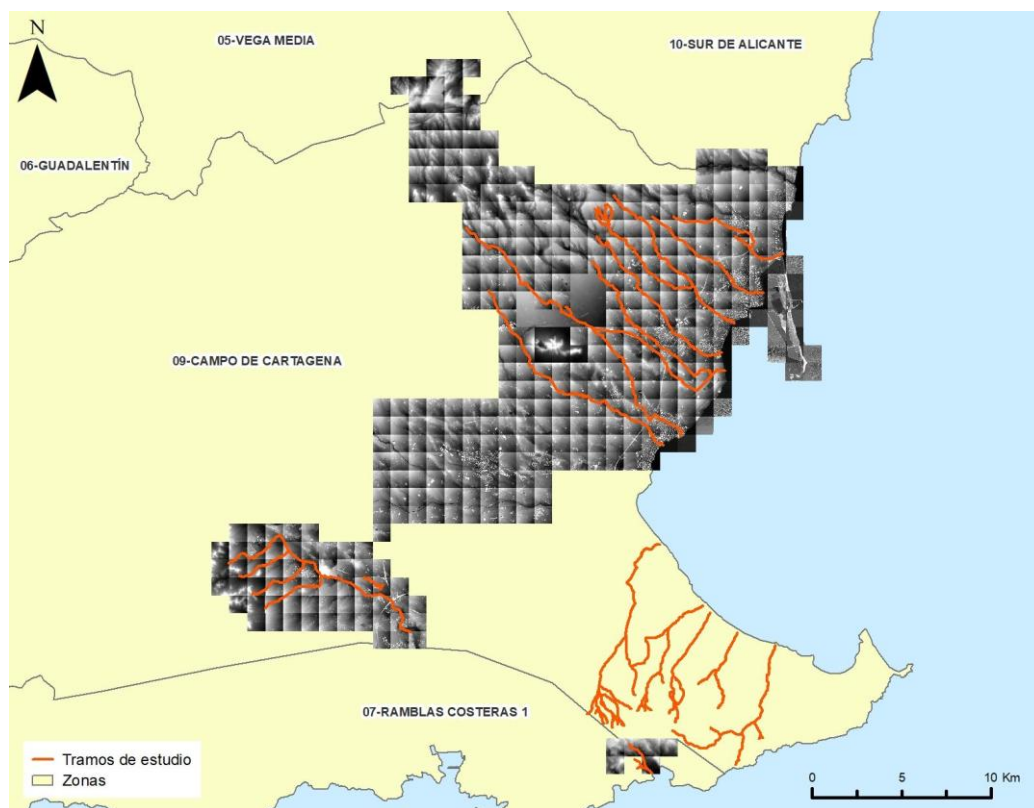 N
05-VEGA MEDIA
10-SUR DE ALICANTE
06-GUADALENTÍN
09-CAMPO DE CARTAGENA
07-RAMBLAS COSTERAS 1
Tramos de estudio
Zonas
0 5 10 Km